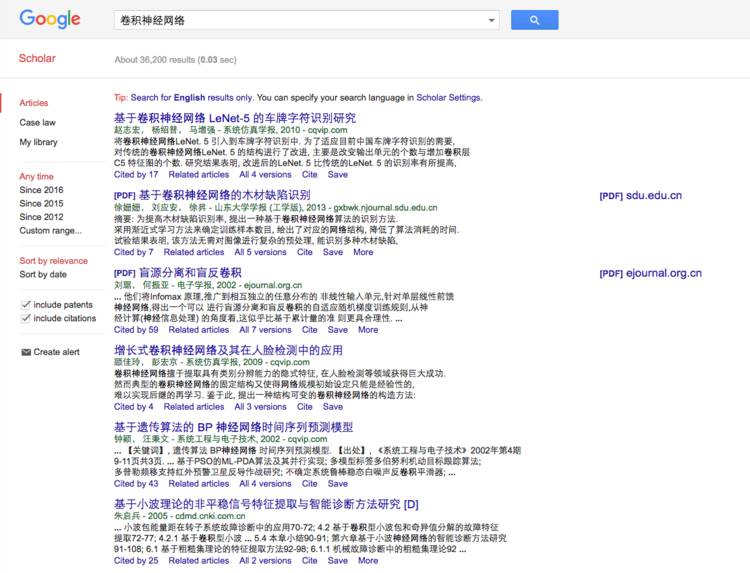 Google
卷积神经网络
Scholar
About 36,200 results (0.03 sec)
Articles
Case law
My library
Any time
Since 2016
Since 2015
Since 2012
Custom range...
Sort by relevance
Sort by date
include patents
include citations
Create alert
Tip: Search for English results only. You can specify your search language in Scholar Settings.
基于卷积神经网络 LeNet-5 的车牌字符识别研究
赵志宏, 杨绍普, 马增强 - 系统仿真学报, 2010 - cqvip.com
将卷积神经网络LeNet. 5 引入到车牌字符识别中. 为了适应目前中国车牌字符识别的需要,
对传统的卷积神经网络LeNet. 5 的结构进行了改进, 主要是改变输出单元的个数与增加卷积层
C5 特征图的个数. 研究结果表明, 改进后的LeNet. 5 比传统的LeNet. 5 的识别率有所提高,
Cited by 17 Related articles All 4 versions Cite Save
[PDF] 基于卷积神经网络的木材缺陷识别
徐姗姗, 刘应安, 徐昇 - 山东大学学报 (工学版), 2013 - gxbwk.njournal.sdu.edu.cn
摘要: 为提高木材缺陷识别率, 提出一种基于卷积神经网络算法的识别方法.
采用渐近式学习方法来确定训练样本数目, 给出了对应的网络结构, 降低了算法消耗的时间.
试验结果表明, 该方法无需对图像进行复杂的预处理, 能识别多种木材缺陷,
Cited by 7 Related articles All 5 versions Cite Save More
[PDF] sdu.edu.cn
[PDF] 盲源分离和盲反卷积
刘琚, 何振亚 - 电子学报, 2002 - ejournal.org.cn
... 他们将Infomax 原理,推广到相互独立的任意分布的 非线性输入单元,针对单层线性前馈
神经网络,得出一个可以 进行盲源分离和盲反卷积的自适应随机梯度训练规则,从神
经计算(神经信息处理) 的角度看,这似乎比基于累计量的准 则更具合理性. ...
Cited by 59 Related articles All 7 versions Cite Save More
[PDF] ejournal.org.cn
增长式卷积神经网络及其在人脸检测中的应用
顾佳玲, 彭宏京 - 系统仿真学报, 2009 - cqvip.com
卷积神经网络擅于提取具有类别分辨能力的隐式特征, 在人脸检测等领域获得巨大成功.
然而典型的卷积神经网络的固定结构又使得网络规模初始设定只能是经验性的,
难以实现后继的再学习. 鉴于此, 提出一种结构可变的卷积神经网络的构造方法:
Cited by 4 Related articles All 3 versions Cite Save
基于遗传算法的 BP 神经网络时间序列预测模型
钟颖, 汪秉文 - 系统工程与电子技术, 2002 - cqvip.com
... 【关键词】, 遗传算法 BP神经网络 时间序列预测模型. 【出处】, 《系统工程与电子技术》2002年第4期
9-11页共3页. ... 基于PSO的ML-PDA算法及其并行实现; 多模型标签多伯努利机动目标跟踪算法;
多普勒频移支持红外预警卫星反导作战研究; 不确定系统鲁棒稳态白噪声反卷积平滑器; ...
Cited by 43 Related articles All 4 versions Cite Save
基于小波理论的非平稳信号特征提取与智能诊断方法研究 [D]
朱启兵 - 2005 - cdmd.cnki.com.cn
... 小波包能量距在转子系统故障诊断中的应用70-72; 4.2 基于卷积型小波包和奇异值分解的故障特征
提取72-77; 4.2.1 基于卷积型小波 ... 5.4 本章小结90-91; 第六章基于小波神经网络的智能诊断方法研究
91-108; 6.1 基于粗糙集理论的特征提取方法92-98; 6.1.1 机械故障诊断中的粗糙集理论92 ...
Cited by 25 Related articles All 2 versions Cite Save More